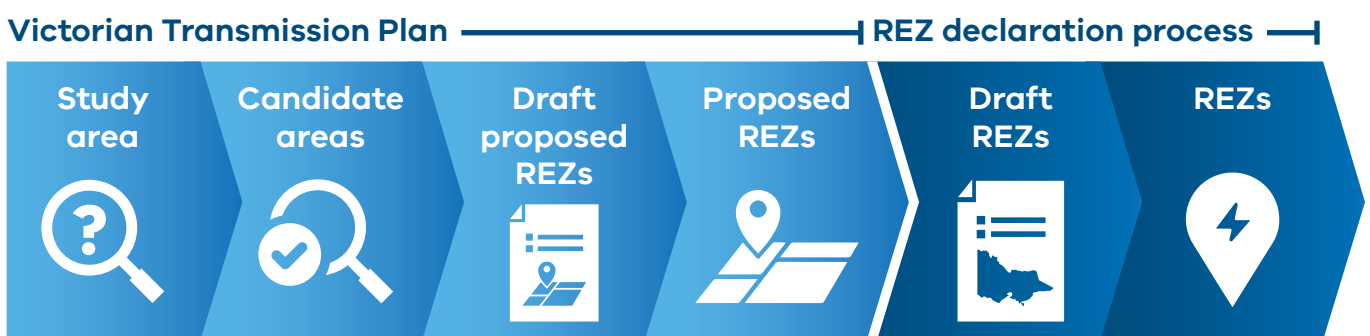 Victorian Transmission Plan
REZ declaration process
Study
area
Candidate
areas
Draft
proposed
REZs
Proposed
REZs
Draft
REZs
REZs
?